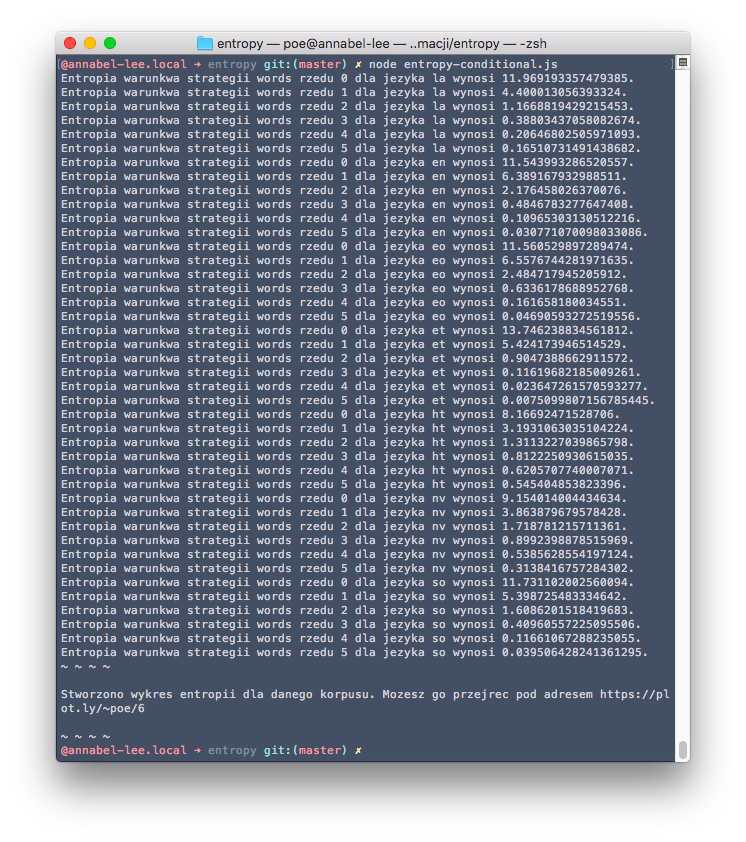 entropy — poe@annabel-lee — ..macji/entropy — -zsh
[@annabel-lee.local ➜ entropy git:(master) ✗ node entropy-conditional.js ]
Entropia warunkwa strategii words rzedu 0 dla jezyka la wynosi 11.969193357479385.
Entropia warunkwa strategii words rzedu 1 dla jezyka la wynosi 4.400013056393324.
Entropia warunkwa strategii words rzedu 2 dla jezyka la wynosi 1.1668819429215453.
Entropia warunkwa strategii words rzedu 3 dla jezyka la wynosi 0.38803437058082674.
Entropia warunkwa strategii words rzedu 4 dla jezyka la wynosi 0.20646802505971093.
Entropia warunkwa strategii words rzedu 5 dla jezyka la wynosi 0.16510731491438682.
Entropia warunkwa strategii words rzedu 0 dla jezyka en wynosi 11.543993286520557.
Entropia warunkwa strategii words rzedu 1 dla jezyka en wynosi 6.389167932988511.
Entropia warunkwa strategii words rzedu 2 dla jezyka en wynosi 2.176458026370076.
Entropia warunkwa strategii words rzedu 3 dla jezyka en wynosi 0.4846783277647408.
Entropia warunkwa strategii words rzedu 4 dla jezyka en wynosi 0.10965303130512216.
Entropia warunkwa strategii words rzedu 5 dla jezyka en wynosi 0.030771070098033086.
Entropia warunkwa strategii words rzedu 0 dla jezyka eo wynosi 11.560529897289474.
Entropia warunkwa strategii words rzedu 1 dla jezyka eo wynosi 6.5576744281971635.
Entropia warunkwa strategii words rzedu 2 dla jezyka eo wynosi 2.484717945205912.
Entropia warunkwa strategii words rzedu 3 dla jezyka eo wynosi 0.6336178688952768.
Entropia warunkwa strategii words rzedu 4 dla jezyka eo wynosi 0.161658180034551.
Entropia warunkwa strategii words rzedu 5 dla jezyka eo wynosi 0.04690593272519556.
Entropia warunkwa strategii words rzedu 0 dla jezyka et wynosi 13.746238834561812.
Entropia warunkwa strategii words rzedu 1 dla jezyka et wynosi 5.424173946514529.
Entropia warunkwa strategii words rzedu 2 dla jezyka et wynosi 0.9047388662911572.
Entropia warunkwa strategii words rzedu 3 dla jezyka et wynosi 0.11619682185009261.
Entropia warunkwa strategii words rzedu 4 dla jezyka et wynosi 0.023647261570593277.
Entropia warunkwa strategii words rzedu 5 dla jezyka et wynosi 0.0075099807156785445.
Entropia warunkwa strategii words rzedu 0 dla jezyka ht wynosi 8.16692471528706.
Entropia warunkwa strategii words rzedu 1 dla jezyka ht wynosi 3.1931063035104224.
Entropia warunkwa strategii words rzedu 2 dla jezyka ht wynosi 1.3113227039865798.
Entropia warunkwa strategii words rzedu 3 dla jezyka ht wynosi 0.8122250930615035.
Entropia warunkwa strategii words rzedu 4 dla jezyka ht wynosi 0.6205707740007071.
Entropia warunkwa strategii words rzedu 5 dla jezyka ht wynosi 0.545404853823396.
Entropia warunkwa strategii words rzedu 0 dla jezyka nv wynosi 9.154014004434634.
Entropia warunkwa strategii words rzedu 1 dla jezyka nv wynosi 3.863879679578428.
Entropia warunkwa strategii words rzedu 2 dla jezyka nv wynosi 1.718781215711361.
Entropia warunkwa strategii words rzedu 3 dla jezyka nv wynosi 0.8992398878515969.
Entropia warunkwa strategii words rzedu 4 dla jezyka nv wynosi 0.5385628554197124.
Entropia warunkwa strategii words rzedu 5 dla jezyka nv wynosi 0.3138416757284302.
Entropia warunkwa strategii words rzedu 0 dla jezyka so wynosi 11.731102002560094.
Entropia warunkwa strategii words rzedu 1 dla jezyka so wynosi 5.398725483334642.
Entropia warunkwa strategii words rzedu 2 dla jezyka so wynosi 1.6086201518419683.
Entropia warunkwa strategii words rzedu 3 dla jezyka so wynosi 0.40960557225095506.
Entropia warunkwa strategii words rzedu 4 dla jezyka so wynosi 0.11661067288235055.
Entropia warunkwa strategii words rzedu 5 dla jezyka so wynosi 0.039506428241361295.
~ ~ ~ ~
Stworzono wykres entropii dla danego korpusu. Mozesz go przejrec pod adresem https://pl
ot.ly/~poe/6
~ ~ ~ ~
@annabel-lee.local ➜ entropy git:(master) ✗